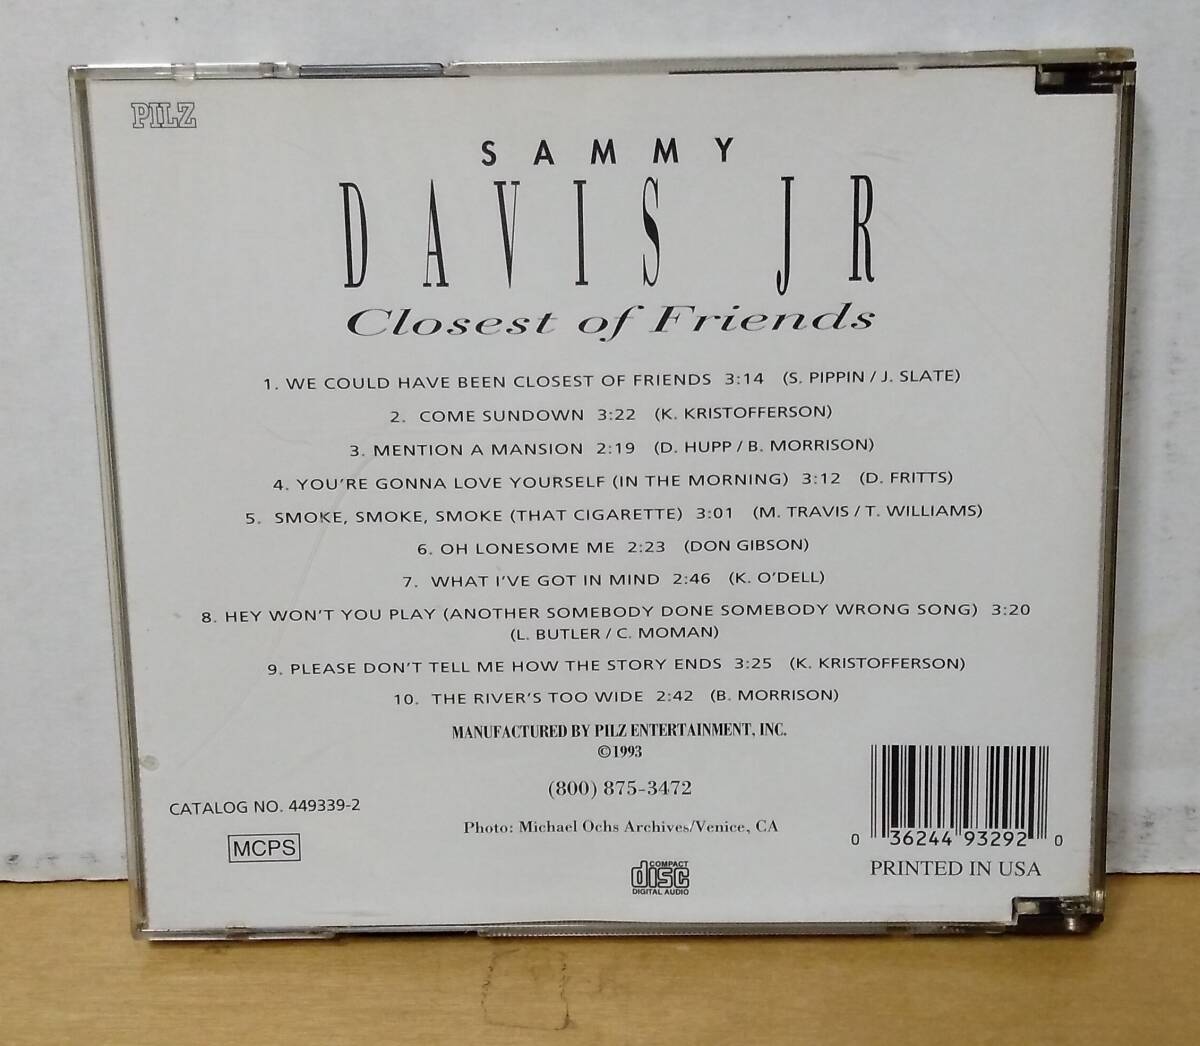 PILZ
SAMMY
DAVIS JR
Closest of Friends
1. WE COULD HAVE BEEN CLOSEST OF FRIENDS 3:14 (S. PIPPIN / J. SLATE)
2. COME SUNDOWN 3:22 (K. KRISTOFFERSON)
3. MENTION A MANSION 2:19 (D. HUPP / B. MORRISON)
4. YOU'RE GONNA LOVE YOURSELF (IN THE MORNING) 3:12 (D. FRITTS)
5. SMOKE, SMOKE, SMOKE (THAT CIGARETTE) 3:01 (M. TRAVIS / T. WILLIAMS)
6. OH LONESOME ME 2:23 (DON GIBSON)
7. WHAT I'VE GOT IN MIND 2:46 (K. O'DELL)
8. HEY WON'T YOU PLAY (ANOTHER SOMEBODY DONE SOMEBODY WRONG SONG) 3:20
(L. BUTLER / C. MOMAN)
9. PLEASE DON'T TELL ME HOW THE STORY ENDS 3:25 (K. KRISTOFFERSON)
10. THE RIVER'S TOO WIDE 2:42 (B. MORRISON)
MANUFACTURED BY PILZ ENTERTAINMENT, INC.
©1993
(800) 875-3472
Photo: Michael Ochs Archives/Venice, CA
CATALOG NO. 449339-2
MCPS
COMPACT
disc
DIGITAL AUDIO
0 36244 93292 0
PRINTED IN USA